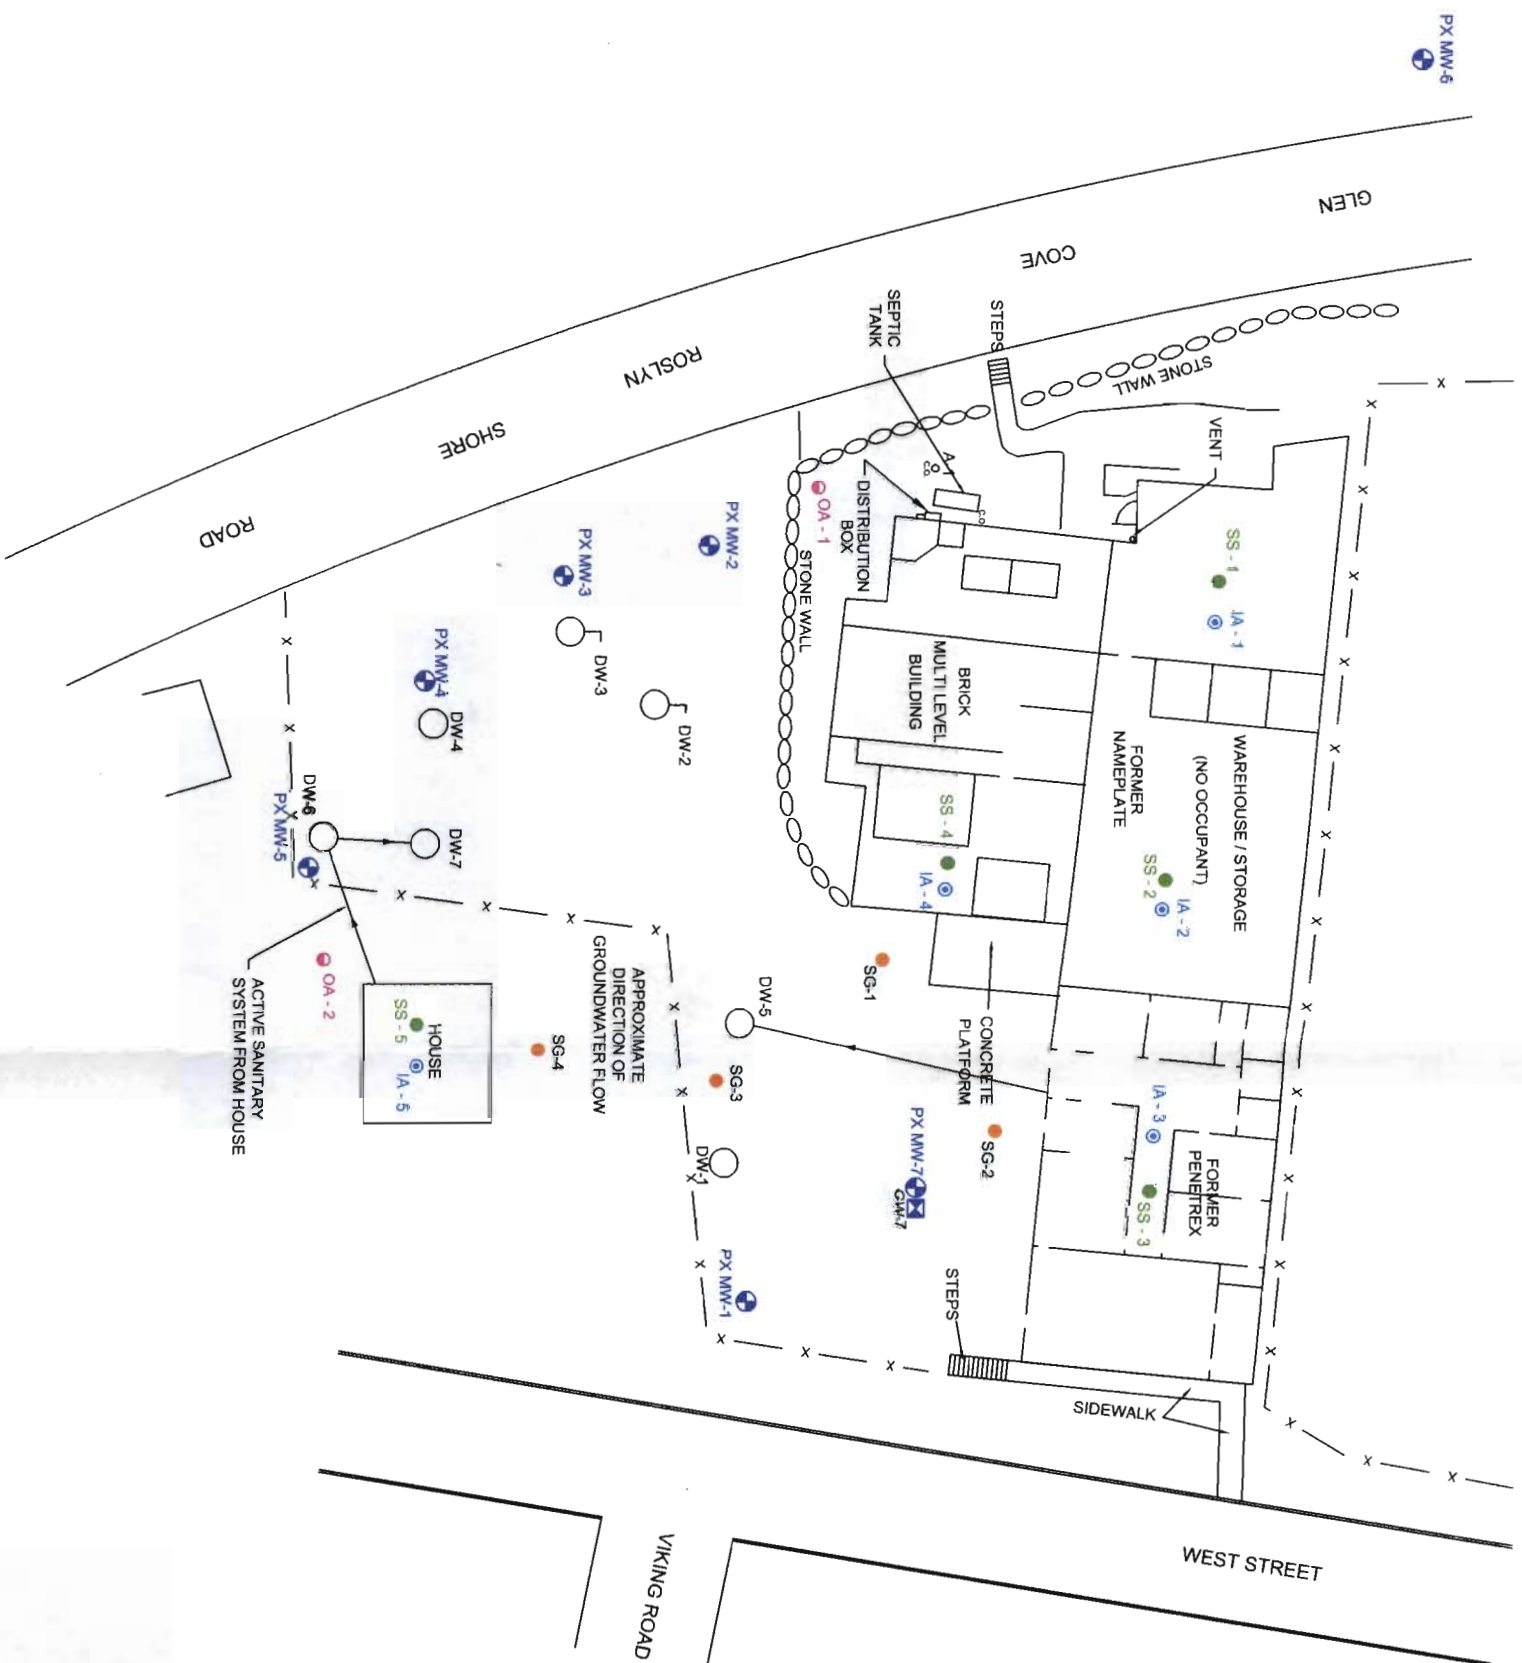 PX MW-6
GLEN
COVE
ROSLYN
SHORE
ROAD
STEPS
SEPTIC
TANK
STONE WALL
VENT
A-1
C.O.
C.O.
DISTRIBUTION
BOX
OA - 1
STONE WALL
SS - 1
IA - 1
PX MW-2
PX MW-3
DW-3
DW-2
PX MW-4
DW-4
DW-7
DW-6
PX MW-5
BRICK
MULTI LEVEL
BUILDING
FORMER
NAMEPLATE
WAREHOUSE / STORAGE
(NO OCCUPANT)
SS - 4
IA - 4
SS - 2
IA - 2
SG-1
DW-5
CONCRETE
PLATFORM
APPROXIMATE
DIRECTION OF
GROUNDWATER FLOW
ACTIVE SANITARY
SYSTEM FROM HOUSE
OA - 2
HOUSE
SS - 5
IA - 5
SG-4
SG-3
DW-1
SG-2
PX MW-7
GW-7
IA - 3
SS - 3
FORMER
PENETREX
PX MW-1
STEPS
SIDEWALK
WEST STREET
VIKING ROAD